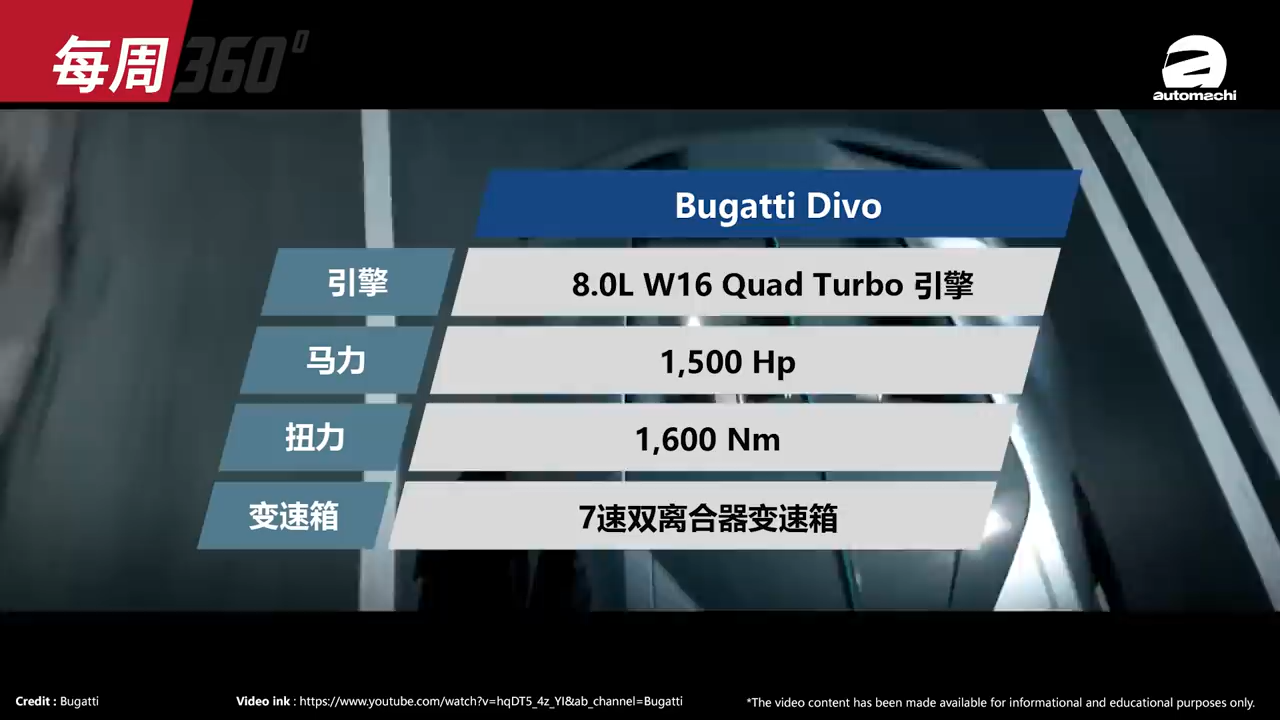 每周360°
automachi
Bugatti Divo
引擎 8.0L W16 Quad Turbo 引擎
马力 1,500 Hp
扭力 1,600 Nm
变速箱 7速双离合器变速箱
Credit : Bugatti
Video ink : https://www.youtube.com/watch?v=hqDT5_4z_YI&ab_channel=Bugatti
*The video content has been made available for informational and educational purposes only.